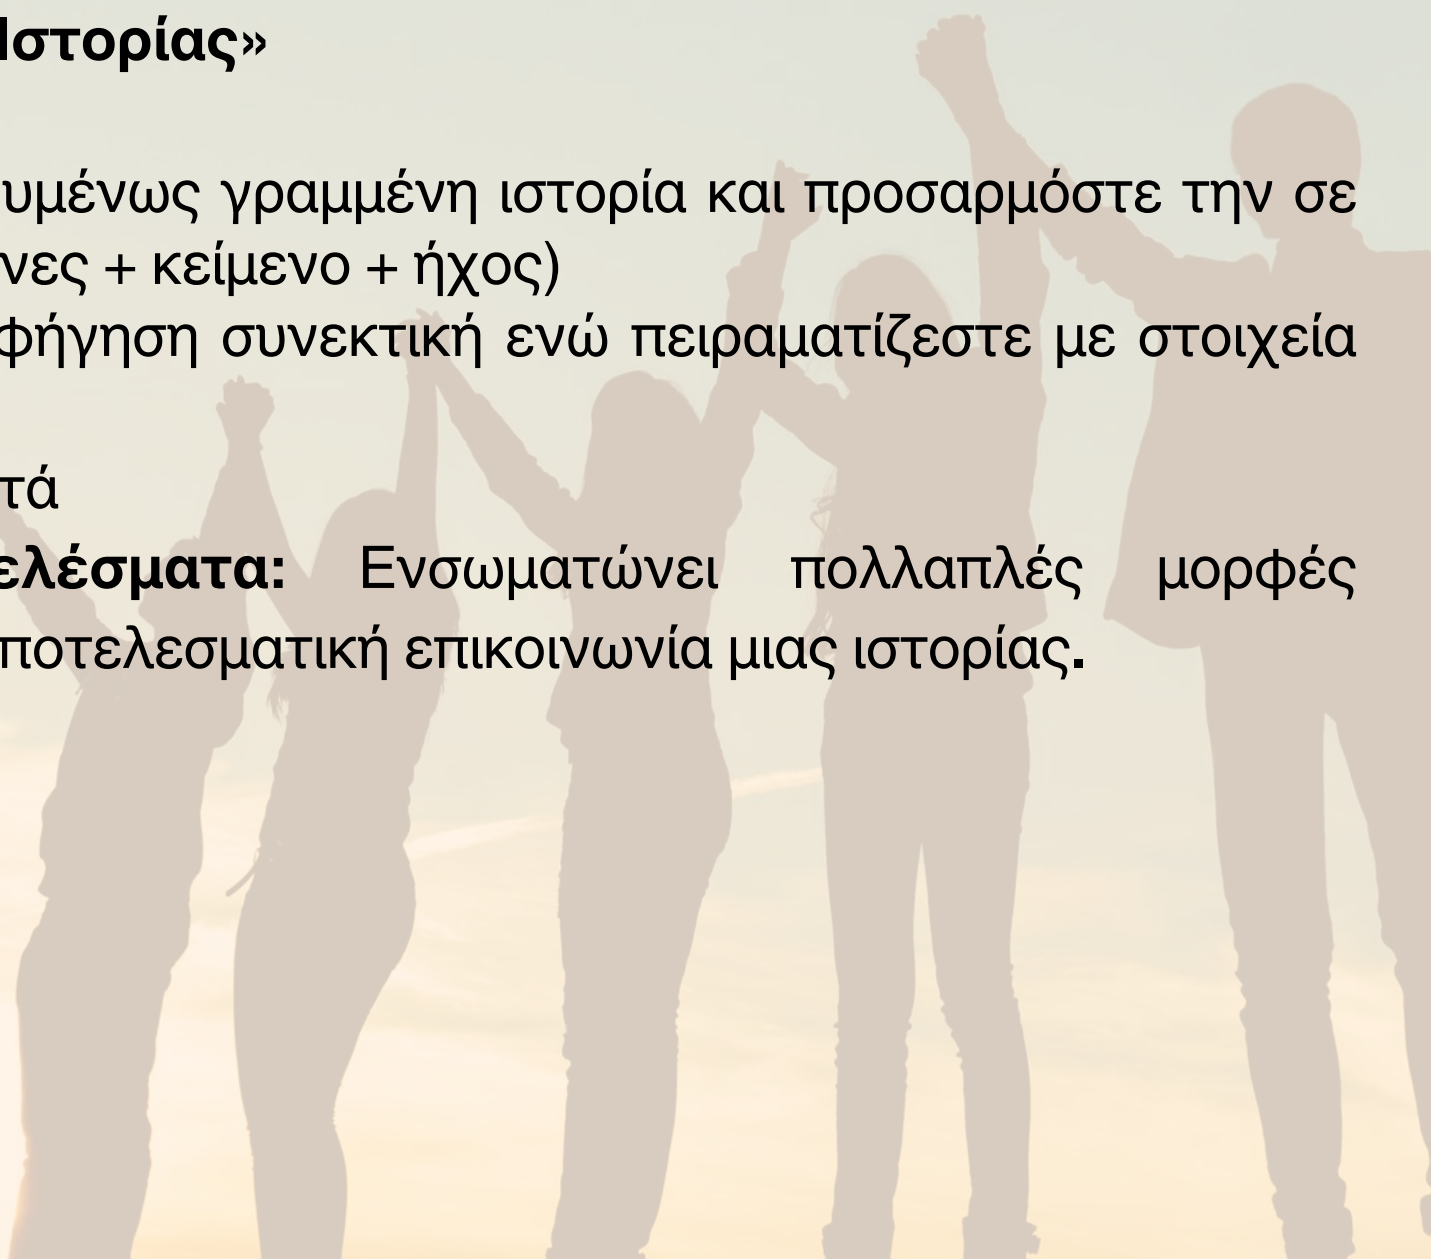 Ιστορίας»
υμένως γραμμένη ιστορία και προσαρμόστε την σε
νες + κείμενο + ήχος)
φήγηση συνεκτική ενώ πειραματίζεστε με στοιχεία
τά
ελέσματα: Ενσωματώνει πολλαπλές μορφές
ποτελεσματική επικοινωνία μιας ιστορίας.